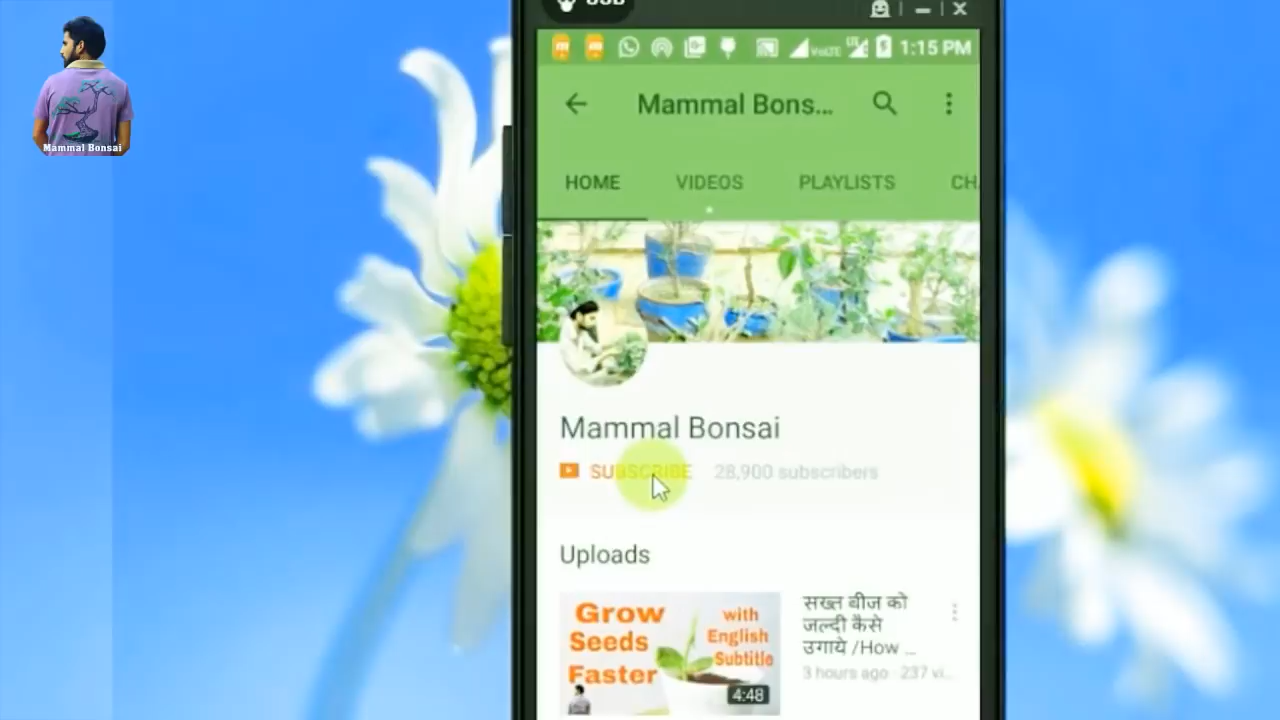 Mammal Bonsai
1:15 PM
Mammal Bons...
HOME
VIDEOS
PLAYLISTS
CH
Mammal Bonsai
SUBSCRIBE
28,900 subscribers
Uploads
Grow
Seeds
Faster
with
English
Subtitle
4:48
सख्त बीज को
जल्दी कैसे
उगाये /How ...
3 hours ago · 237 vi...